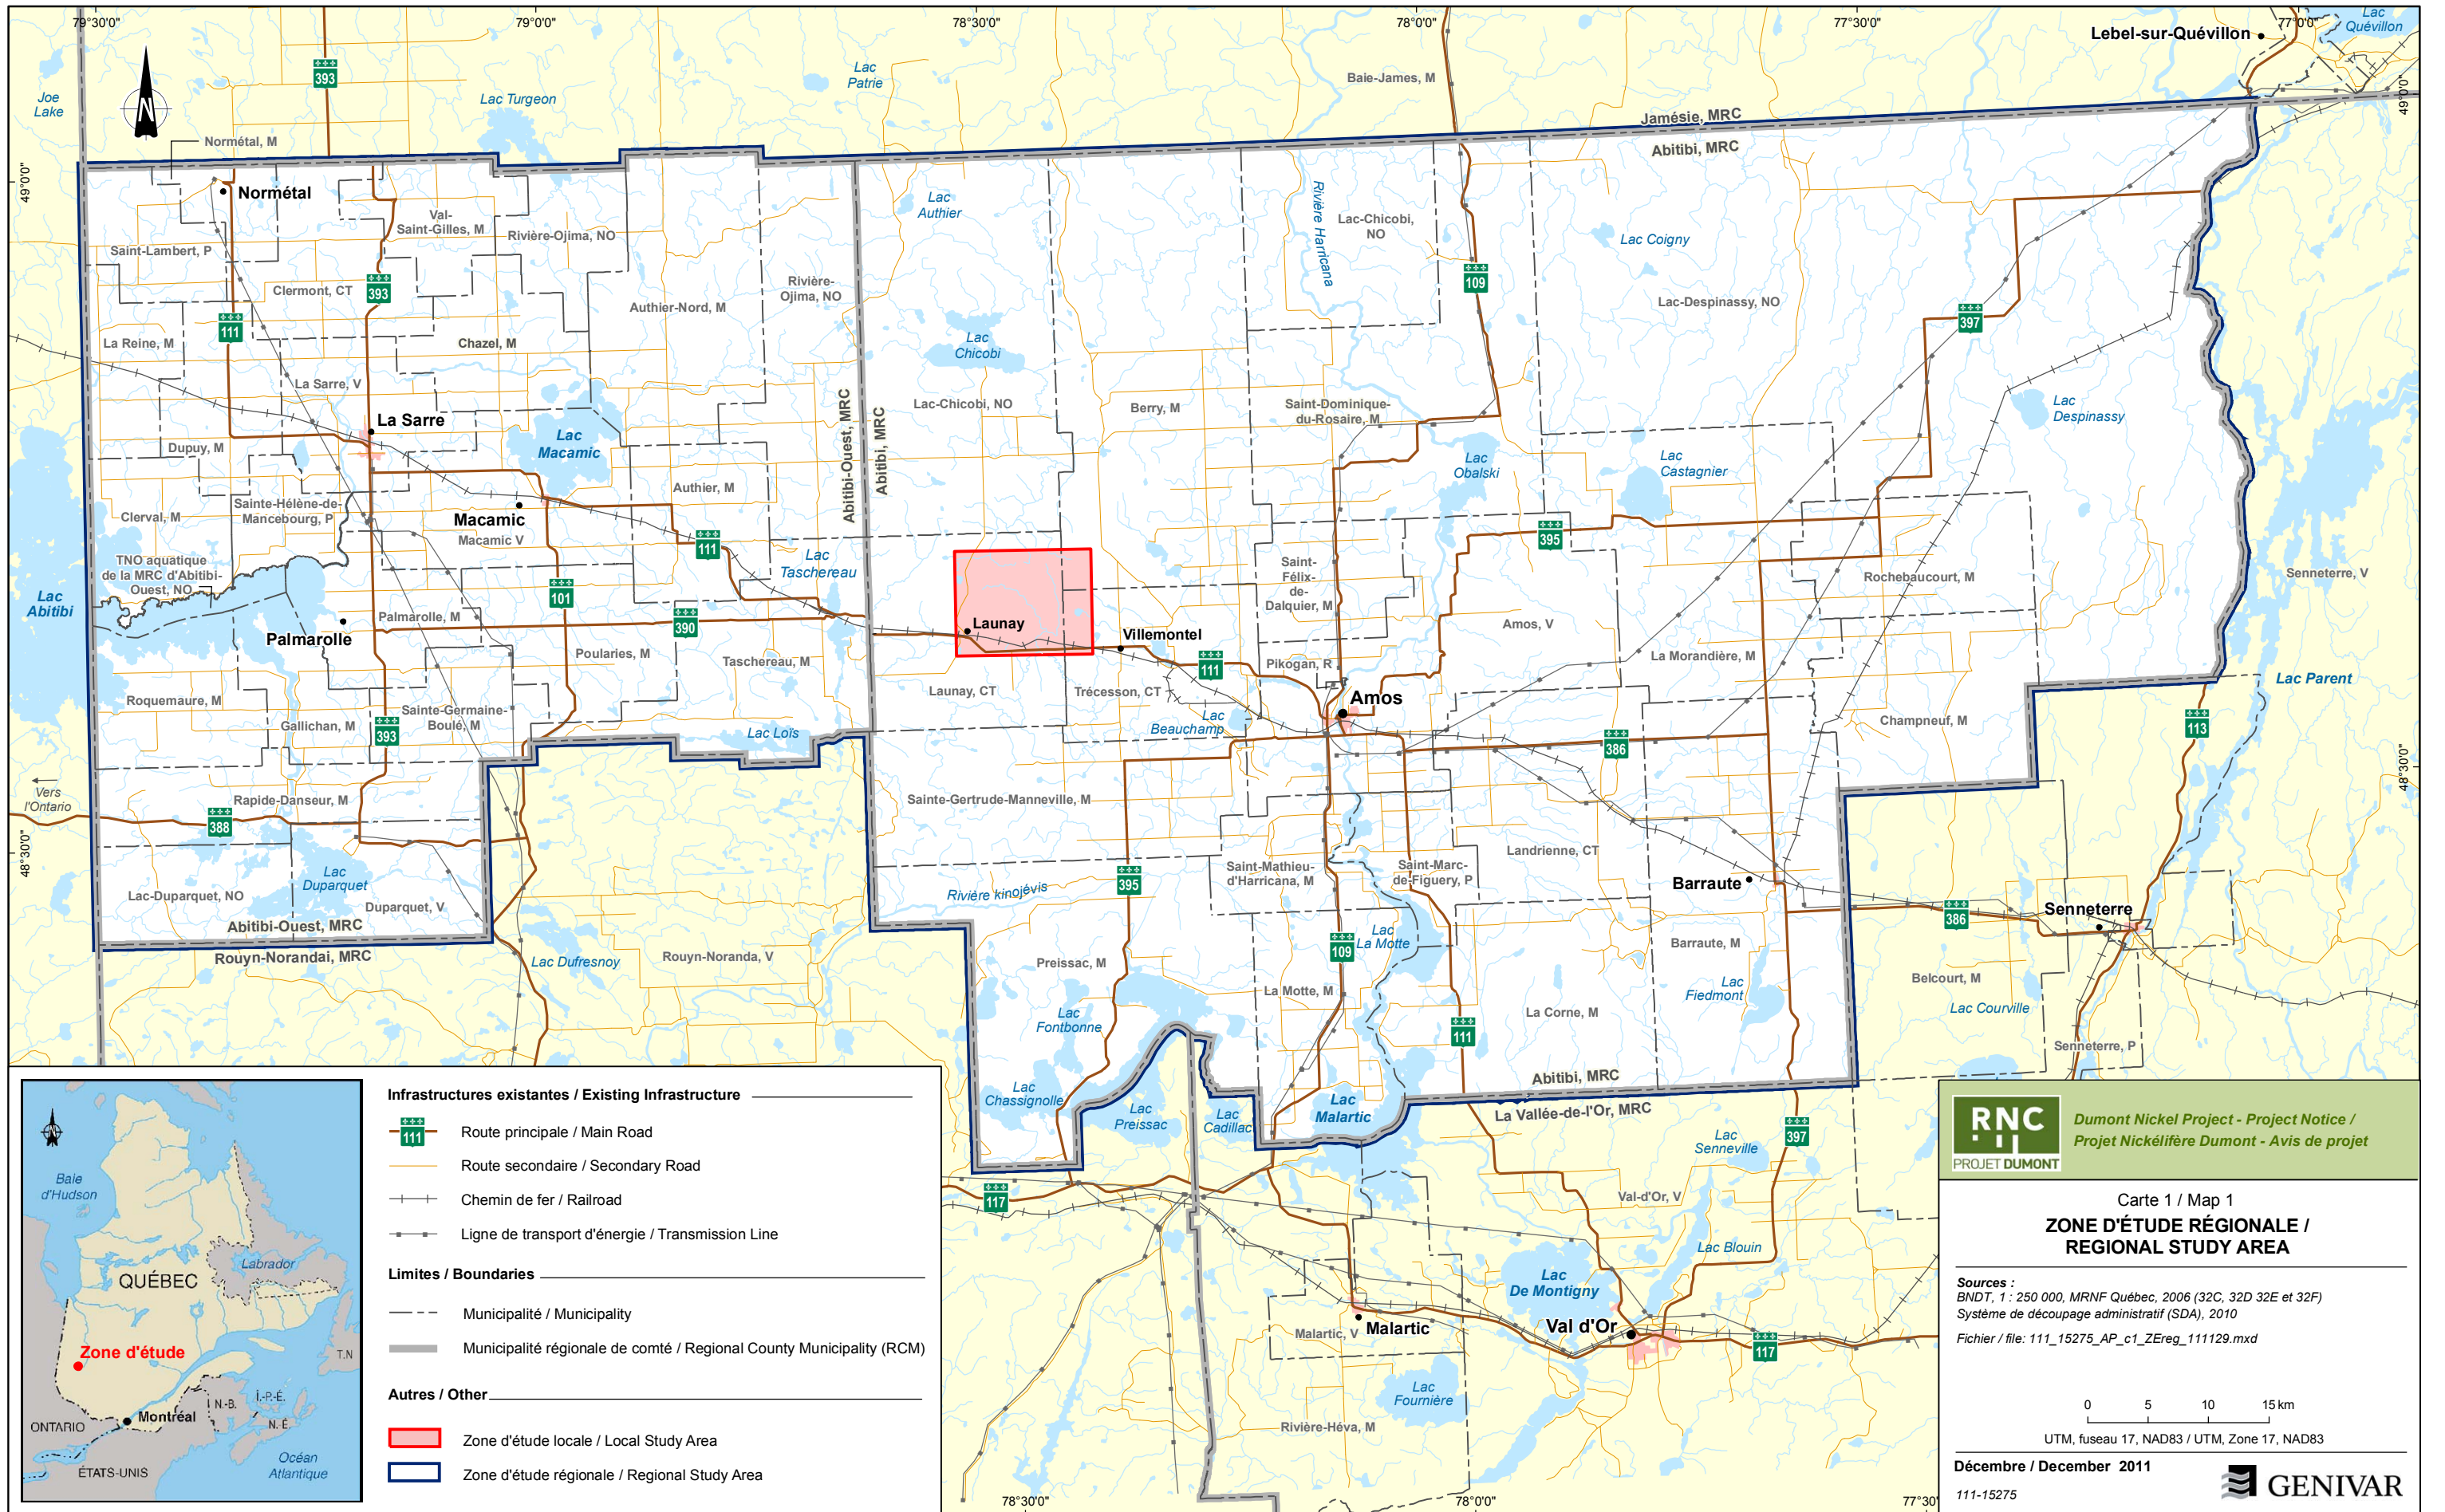 79°30'0"
79°0'0"
78°30'0"
78°0'0"
77°30'0"
77°0'0"
Lac
Quévillon
Lebel-sur-Quévillon
393
Joe
Lake
Lac Turgeon
Lac
Patrie
Baie-James, M
49°0'0"
N
Normétal, M
Jamésie, MRC
Abitibi, MRC
49°0'0"
Normétal
Val-
Saint-Gilles, M
Rivière-Ojima, NO
Saint-Lambert, P
Clermont, CT
393
111
La Reine, M
Chazel, M
Authier-Nord, M
Rivière-
Ojima, NO
Lac
Authier
Rivière Harricana
Lac-Chicobi,
NO
109
Lac Coigny
Lac-Despinassy, NO
397
Lac
Chicobi
La Sarre, V
La Sarre
Lac
Macamic
Abitibi-Ouest, MRC
Abitibi, MRC
Lac-Chicobi, NO
Berry, M
Saint-Dominique-
du-Rosaire, M
Lac
Despinassy
Dupuy, M
Lac
Obalski
Lac
Castagnier
Authier, M
Clerval, M
Sainte-Hélène-de-
Mancebourg, P
Macamic
Macamic V
111
395
TNO aquatique
de la MRC d'Abitibi-
Ouest, NO
Lac
Taschereau
Saint-
Félix-
de-
Dalquier, M
Rochebaucourt, M
Senneterre, V
Lac
Abitibi
101
390
Palmarolle, M
Palmarolle
Launay
Villemontel
Amos, V
Poularies, M
Taschereau, M
111
Pikogan, R
La Morandière, M
Roquemaure, M
Launay, CT
Trécesson, CT
Amos
Lac Parent
Gallichan, M
Sainte-Germaine-
Boulé, M
393
Lac Loïs
Lac
Beauchamp
Champneuf, M
113
386
48°30'0"
Vers
l'Ontario
Rapide-Danseur, M
388
Sainte-Gertrude-Manneville, M
48°30'0"
Lac
Duparquet
Lac-Duparquet, NO
Duparquet, V
Rivière kinojévis
395
Saint-Mathieu-
d'Harricana, M
Saint-Marc-
de-Figuery, P
Landrienne, CT
Barraute
Abitibi-Ouest, MRC
Rouyn-Norandai, MRC
Lac Dufresnoy
Rouyn-Noranda, V
Senneterre
386
Preissac, M
109
Lac
La Motte
Barraute, M
Belcourt, M
La Motte, M
Lac
Fiedmont
Lac Courville
Lac
Fontbonne
La Corne, M
111
Senneterre, P
Lac
Chassignolle
Lac
Preissac
Lac
Cadillac
Lac
Malartic
Abitibi, MRC
La Vallée-de-l'Or, MRC
Lac
Senneville
397
117
Val-d'Or, V
Lac Blouin
Lac
De Montigny
Malartic, V
Malartic
Val d'Or
117
Lac
Fournière
Rivière-Héva, M
78°30'0"
78°0'0"
77°30'
Baie
d'Hudson
QUÉBEC
Labrador
Zone d'étude
T.N
Montréal
N.-B.
Î.-P.-É.
N. É.
ONTARIO
ÉTATS-UNIS
Océan
Atlantique
Infrastructures existantes / Existing Infrastructure
111
Route principale / Main Road
Route secondaire / Secondary Road
Chemin de fer / Railroad
Ligne de transport d'énergie / Transmission Line
Limites / Boundaries
Municipalité / Municipality
Municipalité régionale de comté / Regional County Municipality (RCM)
Autres / Other
Zone d'étude locale / Local Study Area
Zone d'étude régionale / Regional Study Area
RNC
PROJET DUMONT
Dumont Nickel Project - Project Notice /
Projet Nickélifère Dumont - Avis de projet
Carte 1 / Map 1
ZONE D'ÉTUDE RÉGIONALE /
REGIONAL STUDY AREA
Sources :
BNDT, 1 : 250 000, MRNF Québec, 2006 (32C, 32D 32E et 32F)
Système de découpage administratif (SDA), 2010
Fichier / file: 111_15275_AP_c1_ZEreg_111129.mxd
0 5 10 15 km
UTM, fuseau 17, NAD83 / UTM, Zone 17, NAD83
Décembre / December 2011
111-15275
GENIVAR